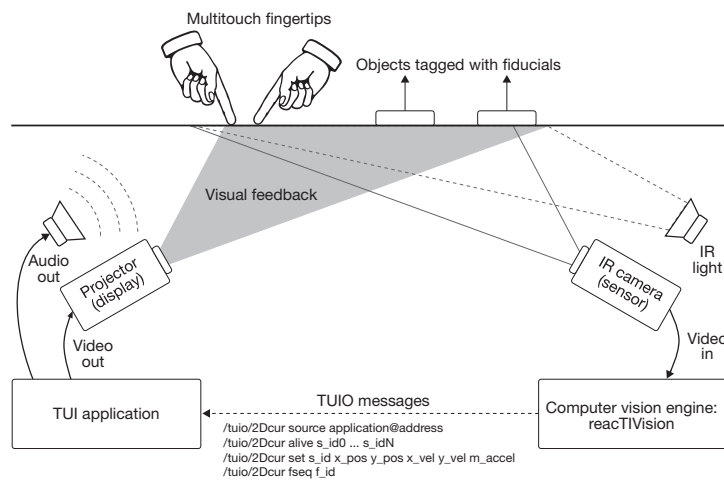 Multitouch fingertips
Objects tagged with fiducials
Visual feedback
Audio
out
Projector
(display)
IR camera
(sensor)
IR
light
Video
out
Video
in
TUI application
TUIO messages
Computer vision engine:
reacTIVision
/tuio/2Dcur source application@address
/tuio/2Dcur alive s_id0 ... s_idN
/tuio/2Dcur set s_id x_pos y_pos x_vel y_vel m_accel
/tuio/2Dcur fseq f_id